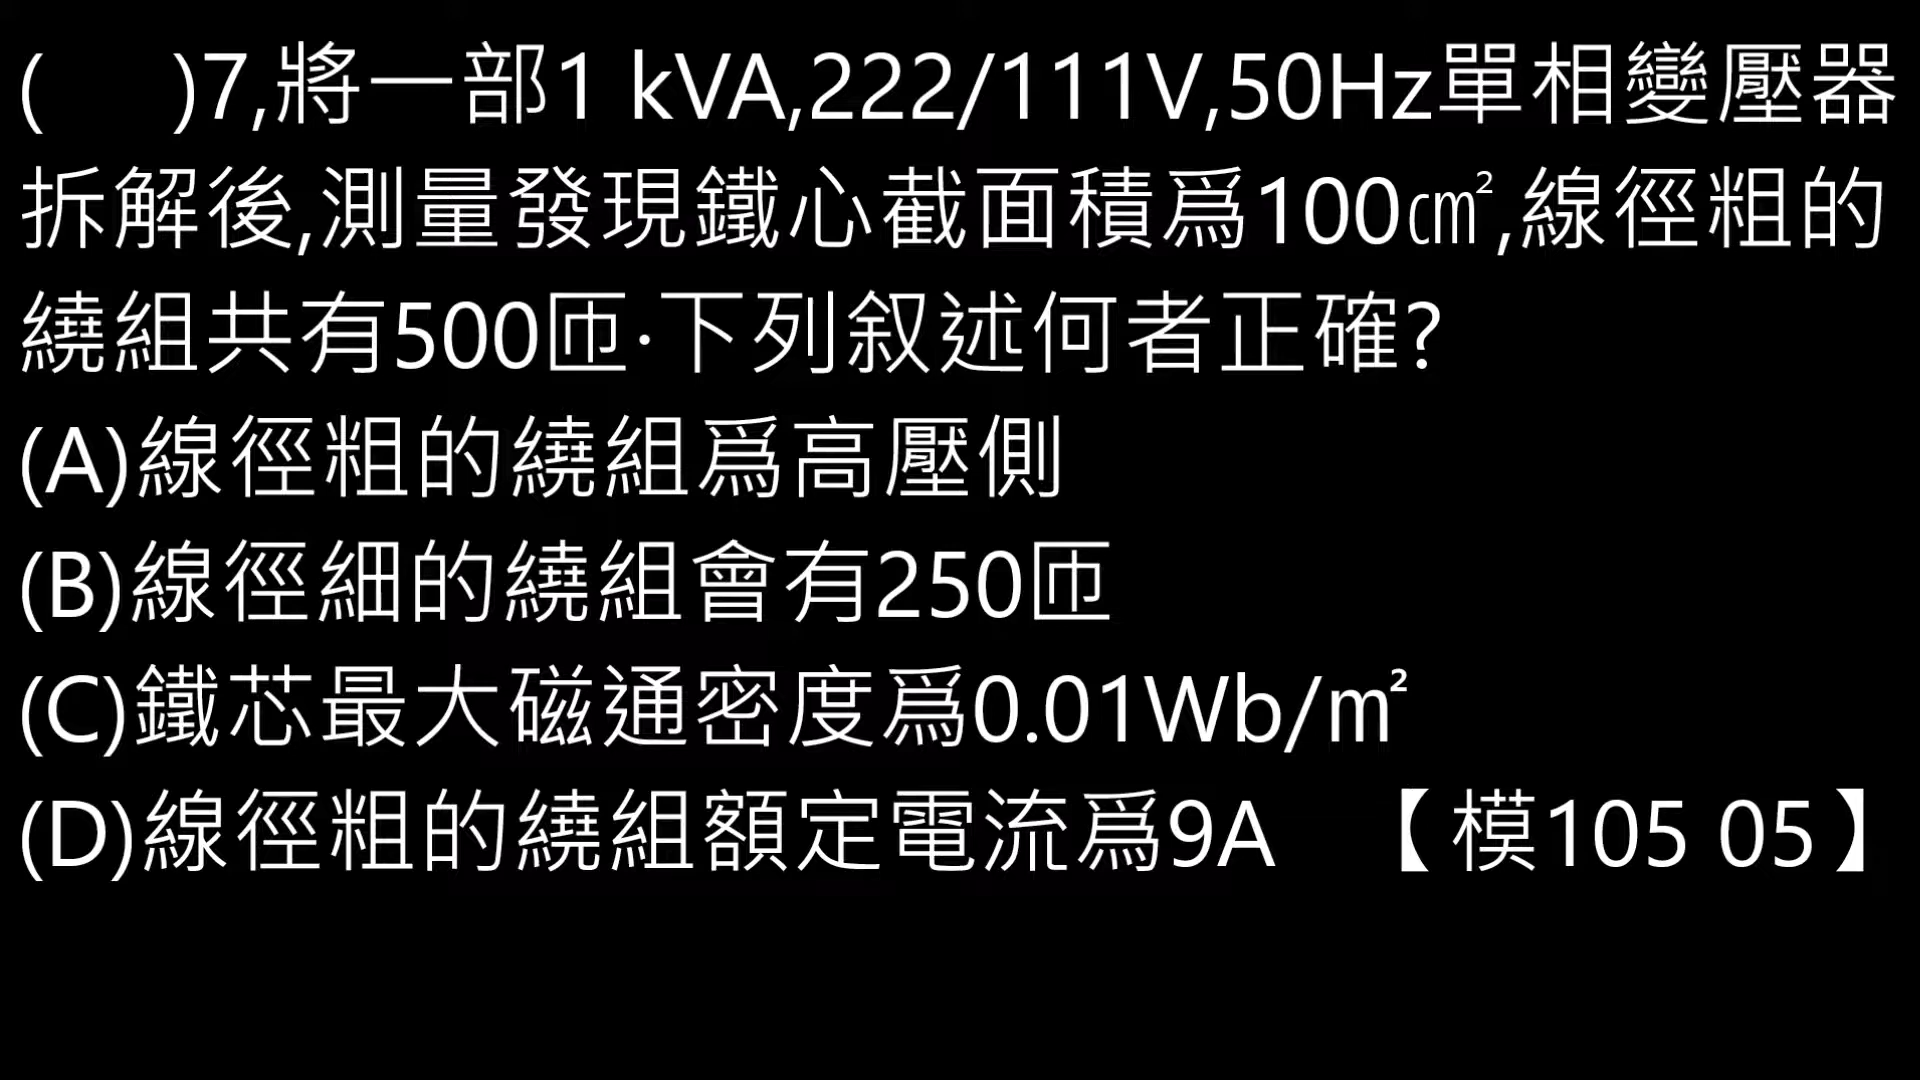 (　)7,將一部1 kVA,222/111V,50Hz單相變壓器
拆解後,測量發現鐵心截面積爲100㎠,線徑粗的
繞組共有500匝·下列叙述何者正確?
(A)線徑粗的繞組爲高壓側
(B)線徑細的繞組會有250匝
(C)鐵芯最大磁通密度爲0.01Wb/㎡
(D)線徑粗的繞組額定電流爲9A 【模105 05】